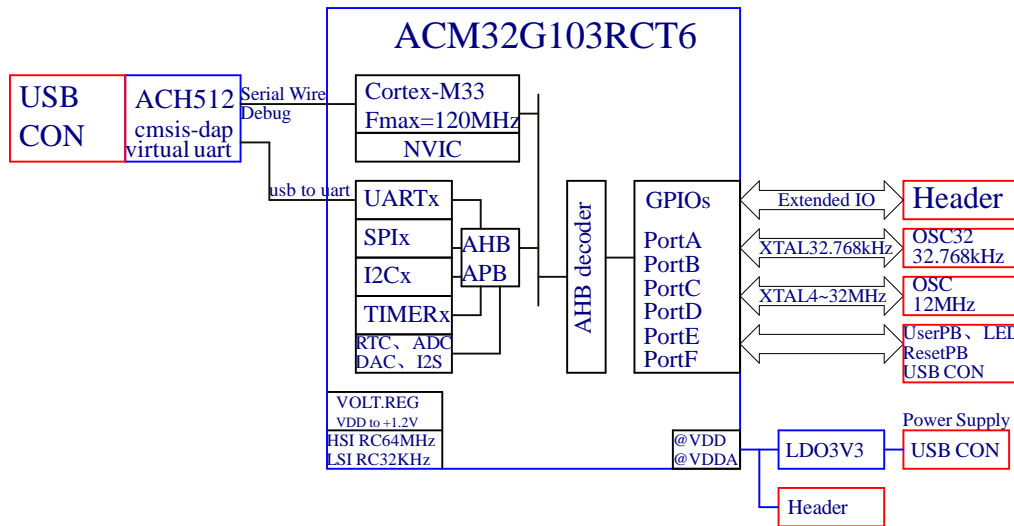 ACM32G103RCT6
USB
CON
ACH512
cmsis-dap
virtual uart
Serial Wire
Debug
usb to uart
Cortex-M33
Fmax=120MHz
NVIC
UARTx
SPIx
I2Cx
TIMERx
RTC、ADC
DAC、I2S
AHB
APB
AHB decoder
GPIOs
PortA
PortB
PortC
PortD
PortE
PortF
Extended IO
XTAL32.768kHz
XTAL4~32MHz
Header
OSC32
32.768kHz
OSC
12MHz
UserPB、LED
ResetPB
USB CON
VOLT.REG
VDD to +1.2V
HSI RC64MHz
LSI RC32KHz
@VDD
@VDDA
LDO3V3
Power Supply
USB CON
Header